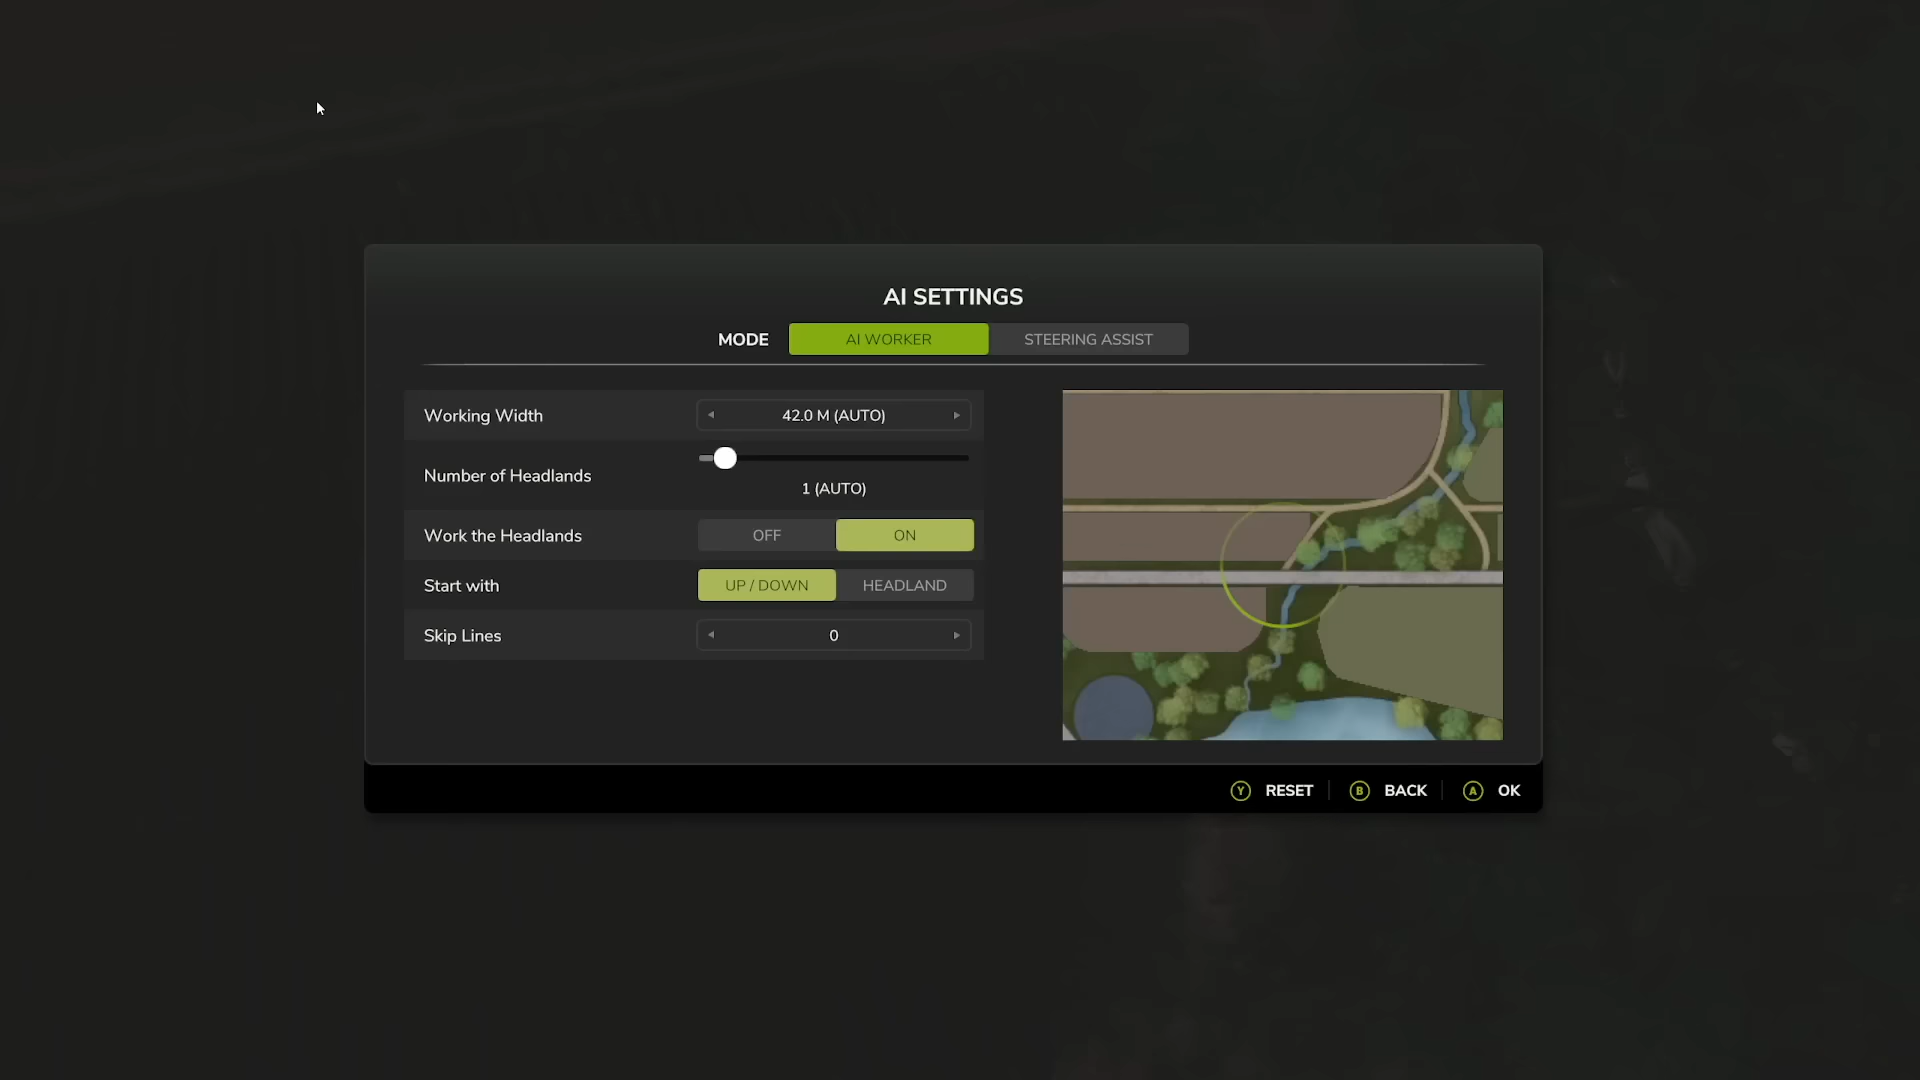 AI SETTINGS
MODE AI WORKER STEERING ASSIST
Working Width 42.0 M (AUTO)
Number of Headlands 1 (AUTO)
Work the Headlands OFF ON
Start with UP / DOWN HEADLAND
Skip Lines 0
Y RESET B BACK A OK